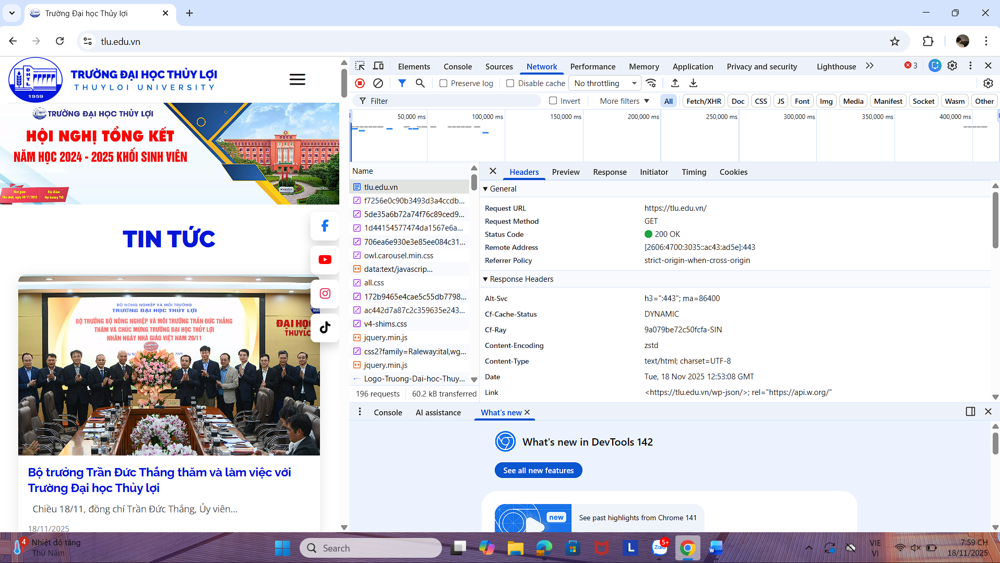 Trường Đại học Thủy lợi
tlu.edu.vn
ĐHTL
1959
TRƯỜNG ĐẠI HỌC THỦY LỢI
THUYLOI UNIVERSITY
TRƯỜNG ĐẠI HỌC THỦY LỢI
HỘI NGHỊ TỔNG KẾT
NĂM HỌC 2024 - 2025 KHỐI SINH VIÊN
Thời gian:
Chủ nhật, ngày 09/11/2025
Địa điểm:
Hội trường T45
TIN TỨC
BỘ NÔNG NGHIỆP VÀ MÔI TRƯỜNG
TRƯỜNG ĐẠI HỌC THỦY LỢI
BỘ TRƯỞNG BỘ NÔNG NGHIỆP VÀ MÔI TRƯỜNG TRẦN ĐỨC THẮNG
THĂM VÀ CHÚC MỪNG TRƯỜNG ĐẠI HỌC THỦY LỢI
NHÂN NGÀY NHÀ GIÁO VIỆT NAM 20/11
ĐẠI HỌ
THUYLO
Bộ trưởng Trần Đức Thắng thăm và làm việc với
Trường Đại học Thủy lợi
Chiều 18/11, đồng chí Trần Đức Thắng, Ủy viên...
18/11/2025
Elements Console Sources Network Performance Memory Application Privacy and security Lighthouse 3
Preserve log Disable cache No throttling
Filter Invert More filters All Fetch/XHR Doc CSS JS Font Img Media Manifest Socket Wasm Other
50,000 ms 100,000 ms 150,000 ms 200,000 ms 250,000 ms 300,000 ms 350,000 ms 400,000 ms
Name
tlu.edu.vn
f7256e0c90b3493d3a4ccdb...
5de35a6b72a74f76c89ced9...
1d44154577474da1567e6a...
706ea6e930e3e85ee084c31...
owl.carousel.min.css
data:text/javascrip...
all.css
172b9465e4cae5c55db7798...
ac442d7a87c2c359635e243...
v4-shims.css
jquery.min.js
css2?family=Raleway:ital,wg...
jquery.min.js
Logo-Truong-Dai-hoc-Thuy...
196 requests 60.2 kB transferred
Headers Preview Response Initiator Timing Cookies
General
Request URL https://tlu.edu.vn/
Request Method GET
Status Code 200 OK
Remote Address [2606:4700:3035::ac43:ad5e]:443
Referrer Policy strict-origin-when-cross-origin
Response Headers
Alt-Svc h3=":443"; ma=86400
Cf-Cache-Status DYNAMIC
Cf-Ray 9a079be72c50fcfa-SIN
Content-Encoding zstd
Content-Type text/html; charset=UTF-8
Date Tue, 18 Nov 2025 12:53:08 GMT
Link <https://tlu.edu.vn/wp-json/>; rel="https://api.w.org/"
Console AI assistance What's new
What's new in DevTools 142
See all new features
new
See past highlights from Chrome 141
4
Nhiệt độ tăng
Thứ Năm
Search
Zalo
5+
L
W
VIE
VI
7:59 CH
18/11/2025